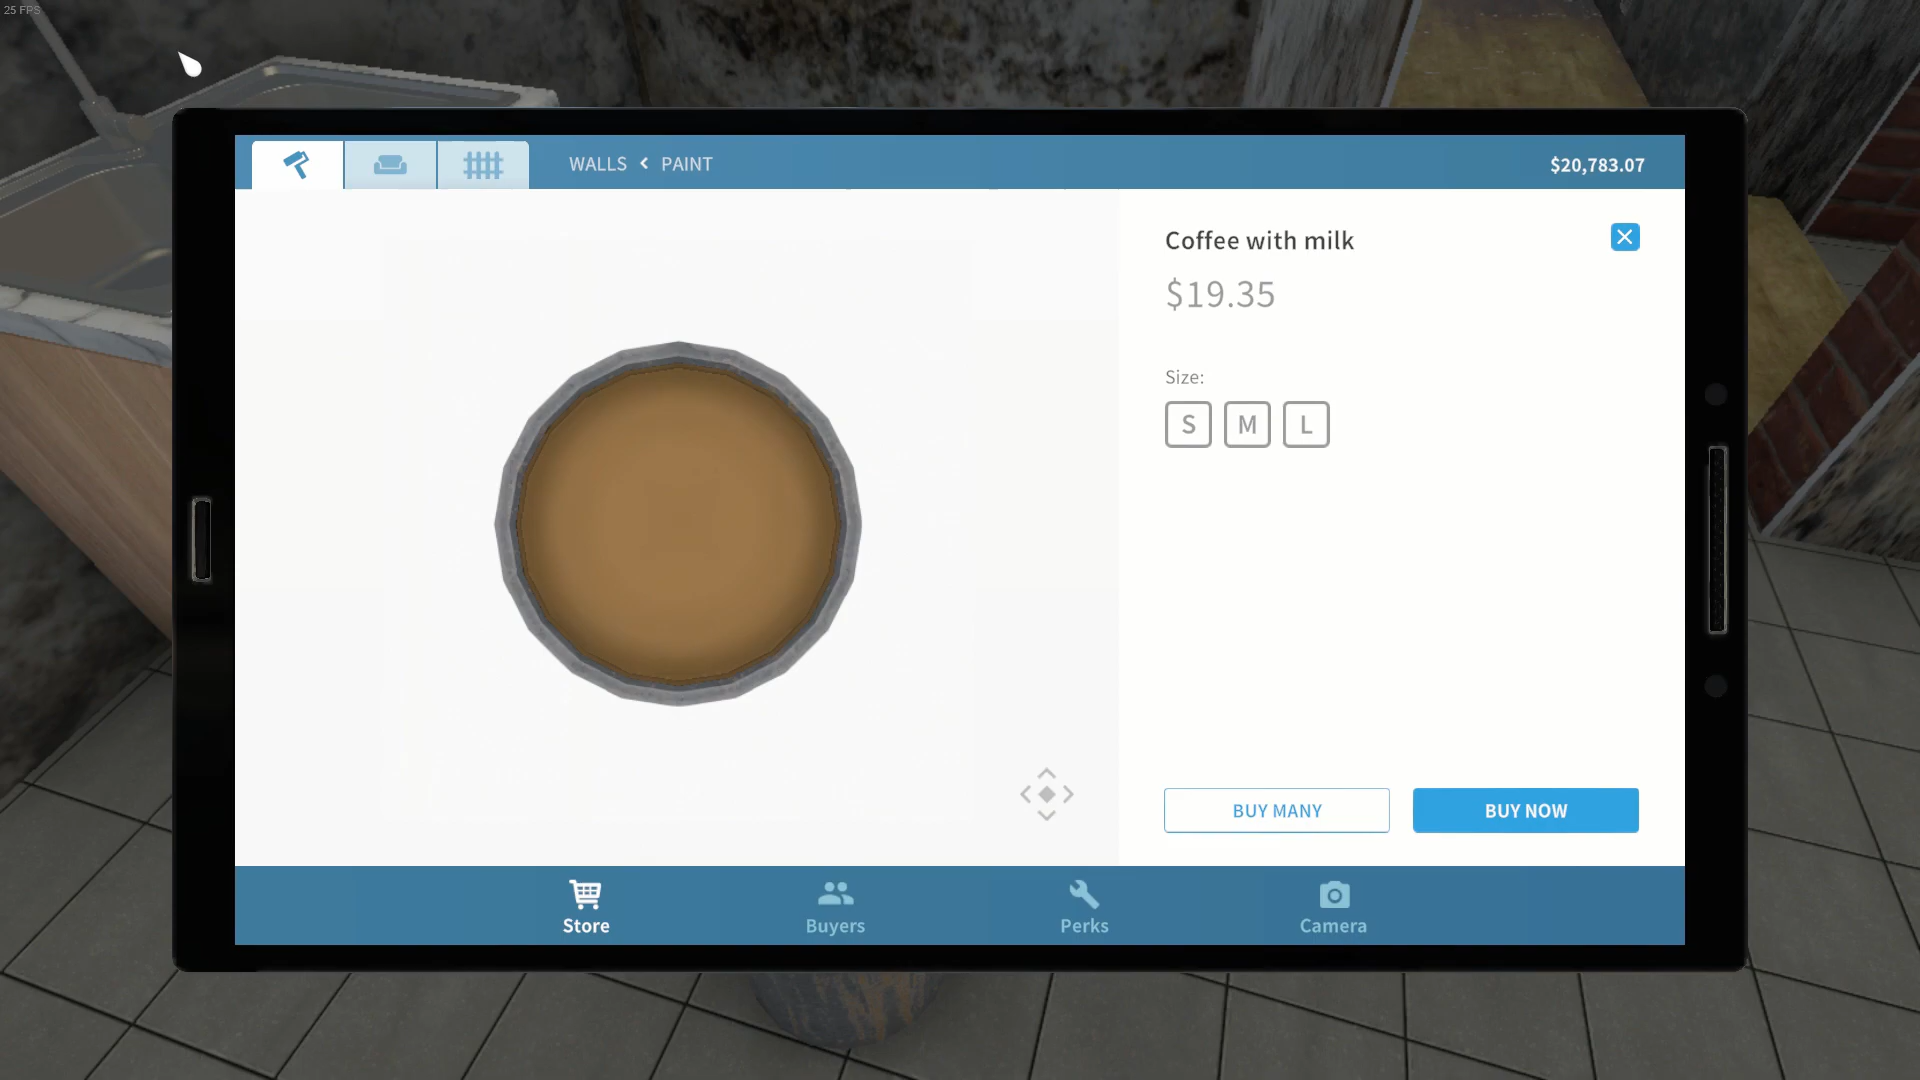 25 FPS
WALLS < PAINT
$20,783.07
Coffee with milk
$19.35
Size:
S M L
BUY MANY BUY NOW
Store Buyers Perks Camera